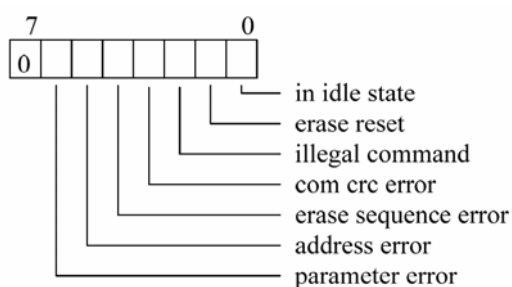 7 0
0
in idle state
erase reset
illegal command
com crc error
erase sequence error
address error
parameter error